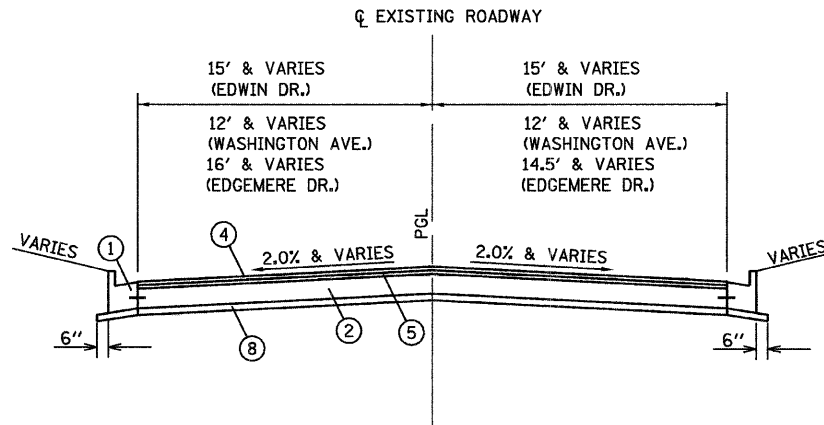 ℄ EXISTING ROADWAY
15' & VARIES
(EDWIN DR.)
12' & VARIES
(WASHINGTON AVE.)
16' & VARIES
(EDGEMERE DR.)
15' & VARIES
(EDWIN DR.)
12' & VARIES
(WASHINGTON AVE.)
14.5' & VARIES
(EDGEMERE DR.)
PGL
VARIES
1
4
2.0% & VARIES
2.0% & VARIES
VARIES
6"
8
2
5
6"